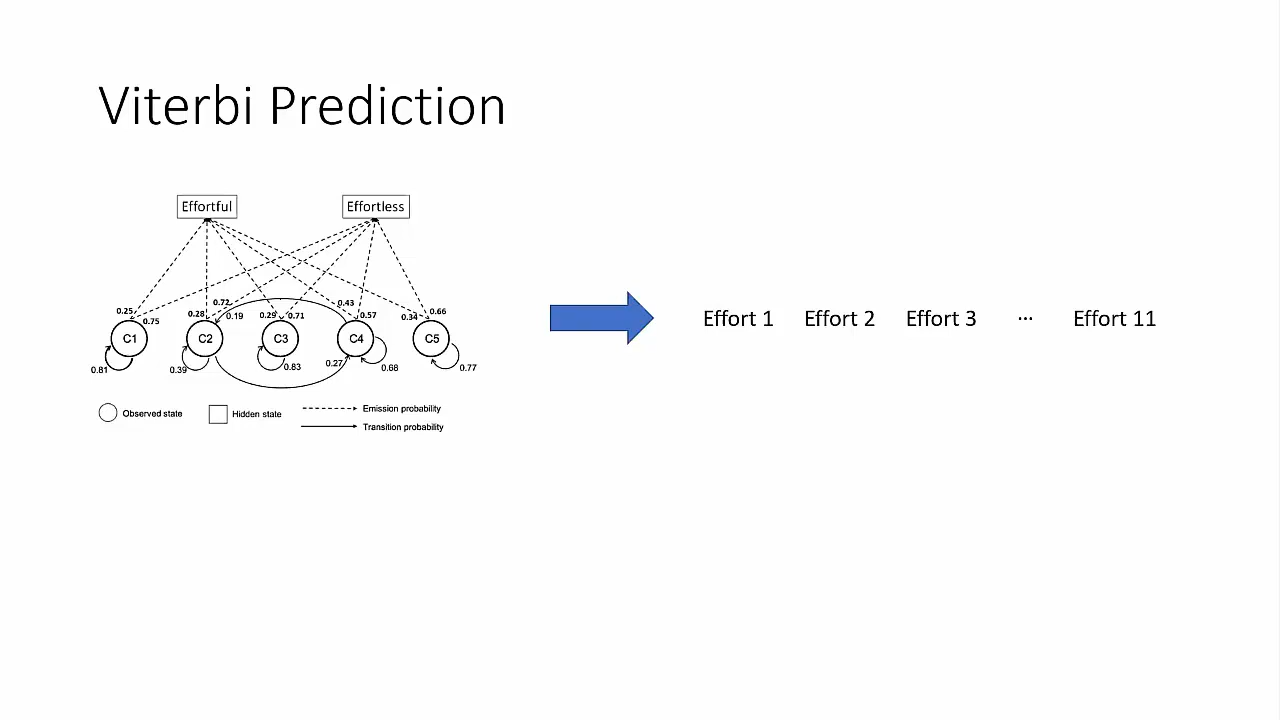 Viterbi Prediction
Effortful Effortless
0.25 0.75 0.28 0.72 0.19 0.29 0.71 0.43 0.57 0.34 0.66
C1 C2 C3 C4 C5
0.81 0.39 0.83 0.27 0.68 0.77
Observed state Hidden state Emission probability
Transition probability
Effort 1 Effort 2 Effort 3 ... Effort 11